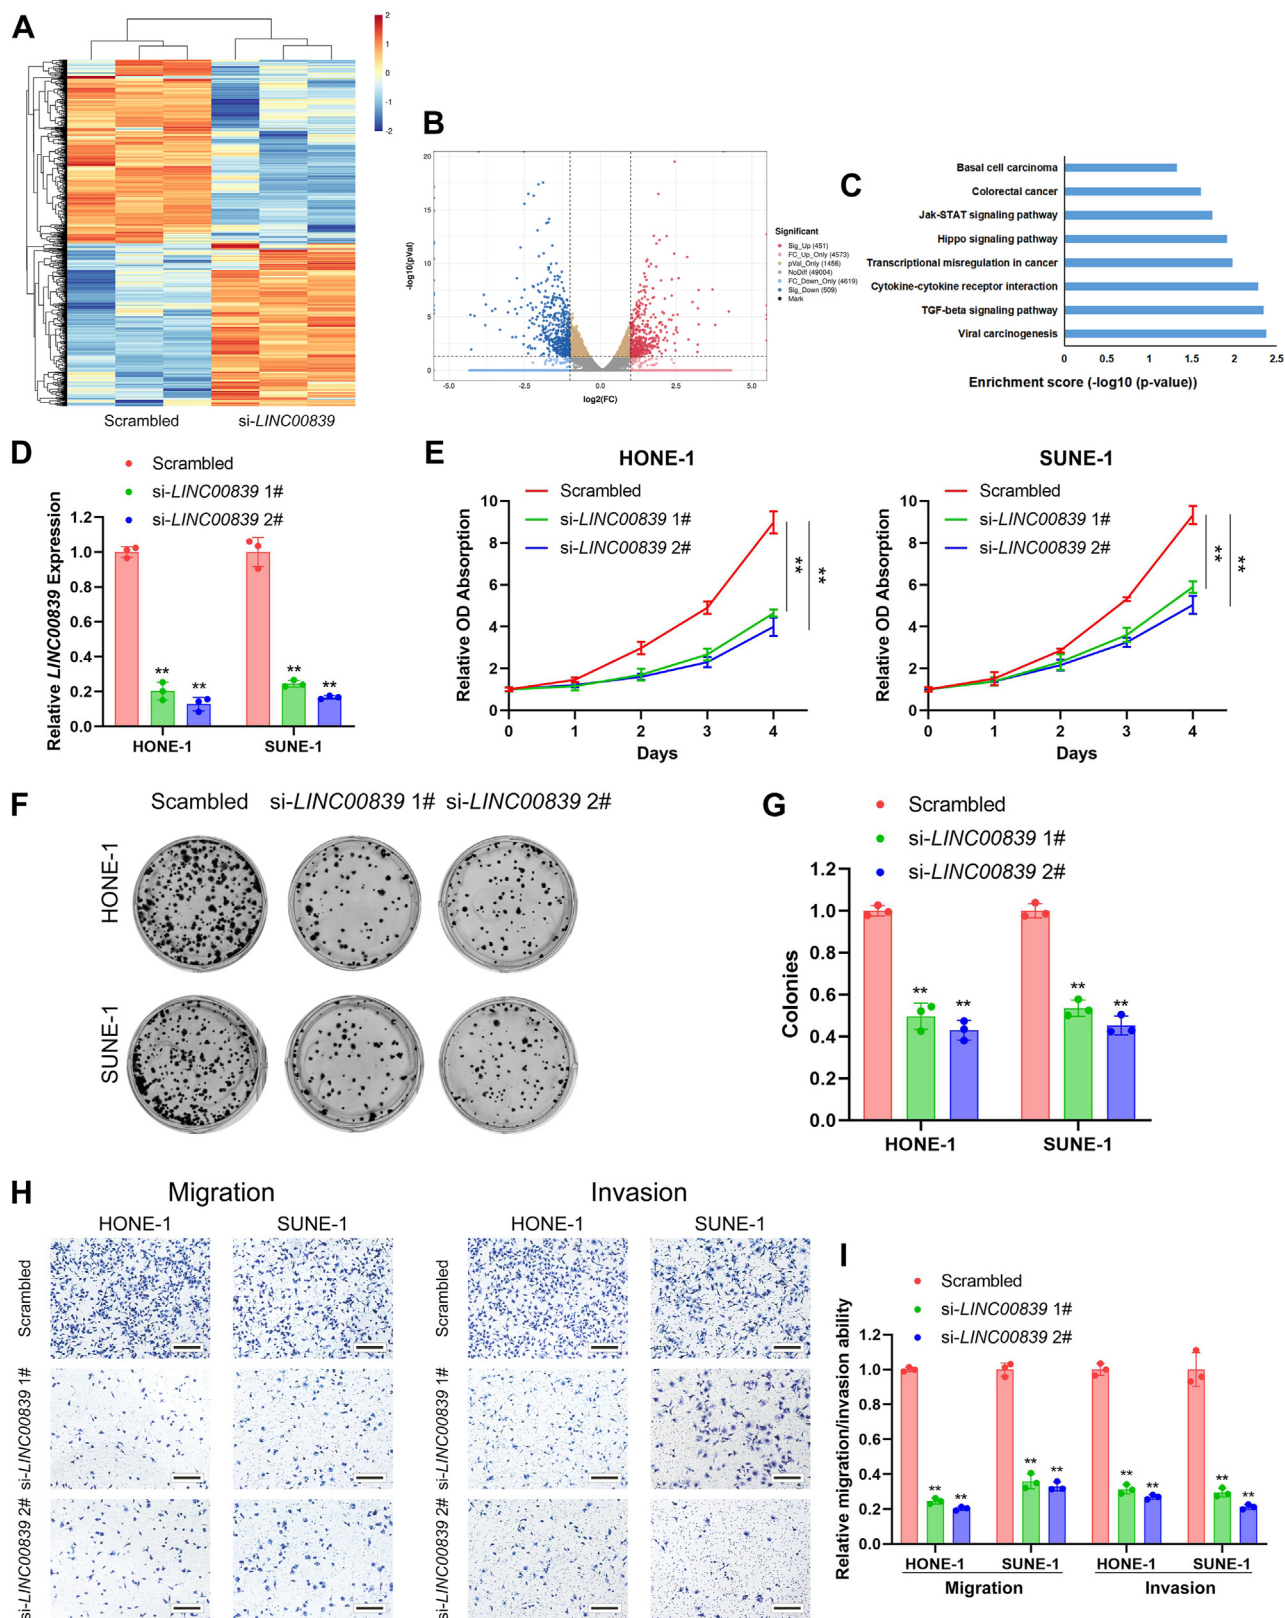 A
2
1
0
-1
-2
Scrambled si-LINC00839
B
20
15
10
5
0
-log10(pVal)
-5.0 -2.5 0.0 2.5 5.0
log2(FC)
Significant
Sig_Up (451)
FC_Up_Only (4573)
pVal_Only (1456)
NoDiff (49004)
FC_Down_Only (4619)
Sig_Down (509)
Mark
C
Basal cell carcinoma
Colorectal cancer
Jak-STAT signaling pathway
Hippo signaling pathway
Transcriptional misregulation in cancer
Cytokine-cytokine receptor interaction
TGF-beta signaling pathway
Viral carcinogenesis
0 0.5 1 1.5 2 2.5
Enrichment score (-log10 (p-value))
D
Scrambled
si-LINC00839 1#
si-LINC00839 2#
Relative LINC00839 Expression
1.2
1.0
0.8
0.6
0.4
0.2
0.0
** ** ** **
HONE-1 SUNE-1
E
HONE-1
Scrambled
si-LINC00839 1#
si-LINC00839 2#
Relative OD Absorption
10
8
6
4
2
0
** **
0 1 2 3 4
Days
SUNE-1
Scrambled
si-LINC00839 1#
si-LINC00839 2#
Relative OD Absorption
10
8
6
4
2
0
** **
0 1 2 3 4
Days
F
Scambled si-LINC00839 1# si-LINC00839 2#
HONE-1
SUNE-1
G
Scrambled
si-LINC00839 1#
si-LINC00839 2#
Colonies
1.2
1.0
0.8
0.6
0.4
0.2
0.0
** ** ** **
HONE-1 SUNE-1
H
Migration Invasion
HONE-1 SUNE-1 HONE-1 SUNE-1
Scrambled
si-LINC00839 1#
si-LINC00839 2#
Scrambled
si-LINC00839 1#
si-LINC00839 2#
I
Scrambled
si-LINC00839 1#
si-LINC00839 2#
Relative migration/invasion ability
1.2
1.0
0.8
0.6
0.4
0.2
0.0
** ** ** ** ** ** ** **
HONE-1 SUNE-1 HONE-1 SUNE-1
Migration Invasion